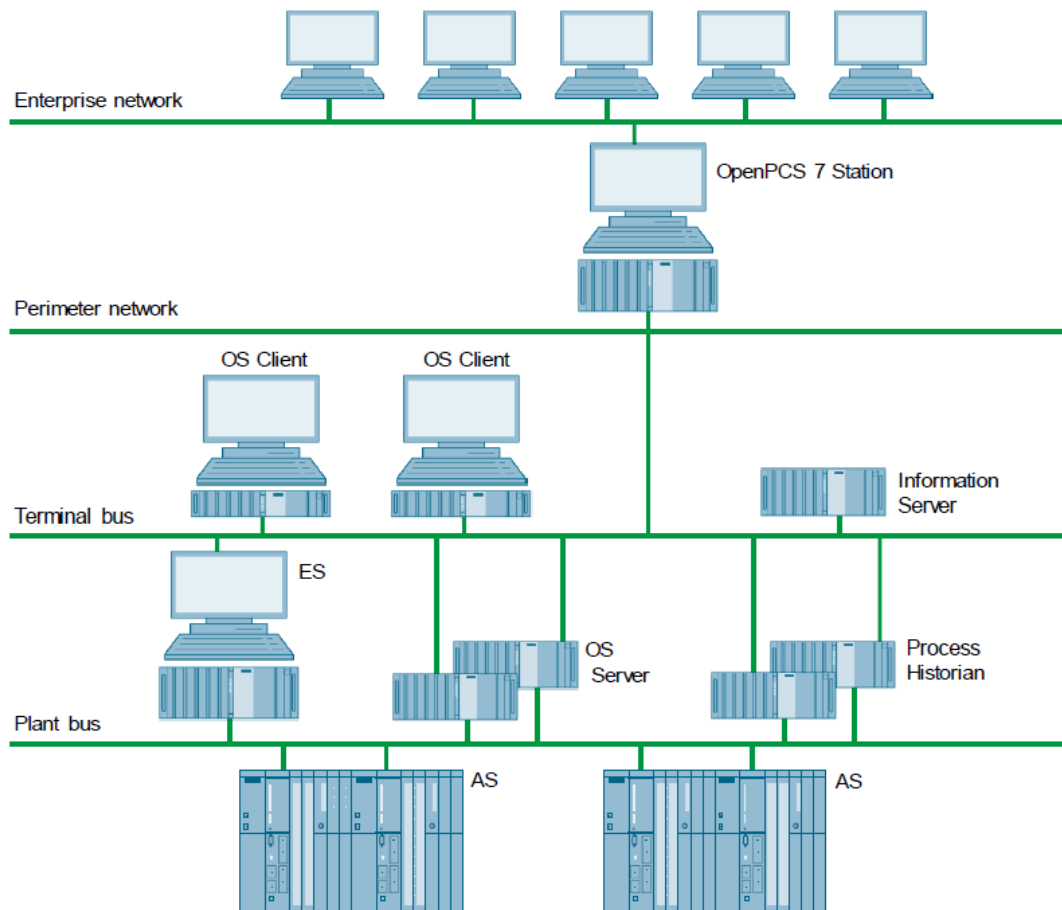 Enterprise network
OpenPCS 7 Station
Perimeter network
OS Client
OS Client
Information
Server
Terminal bus
ES
OS
Server
Process
Historian
Plant bus
AS
AS